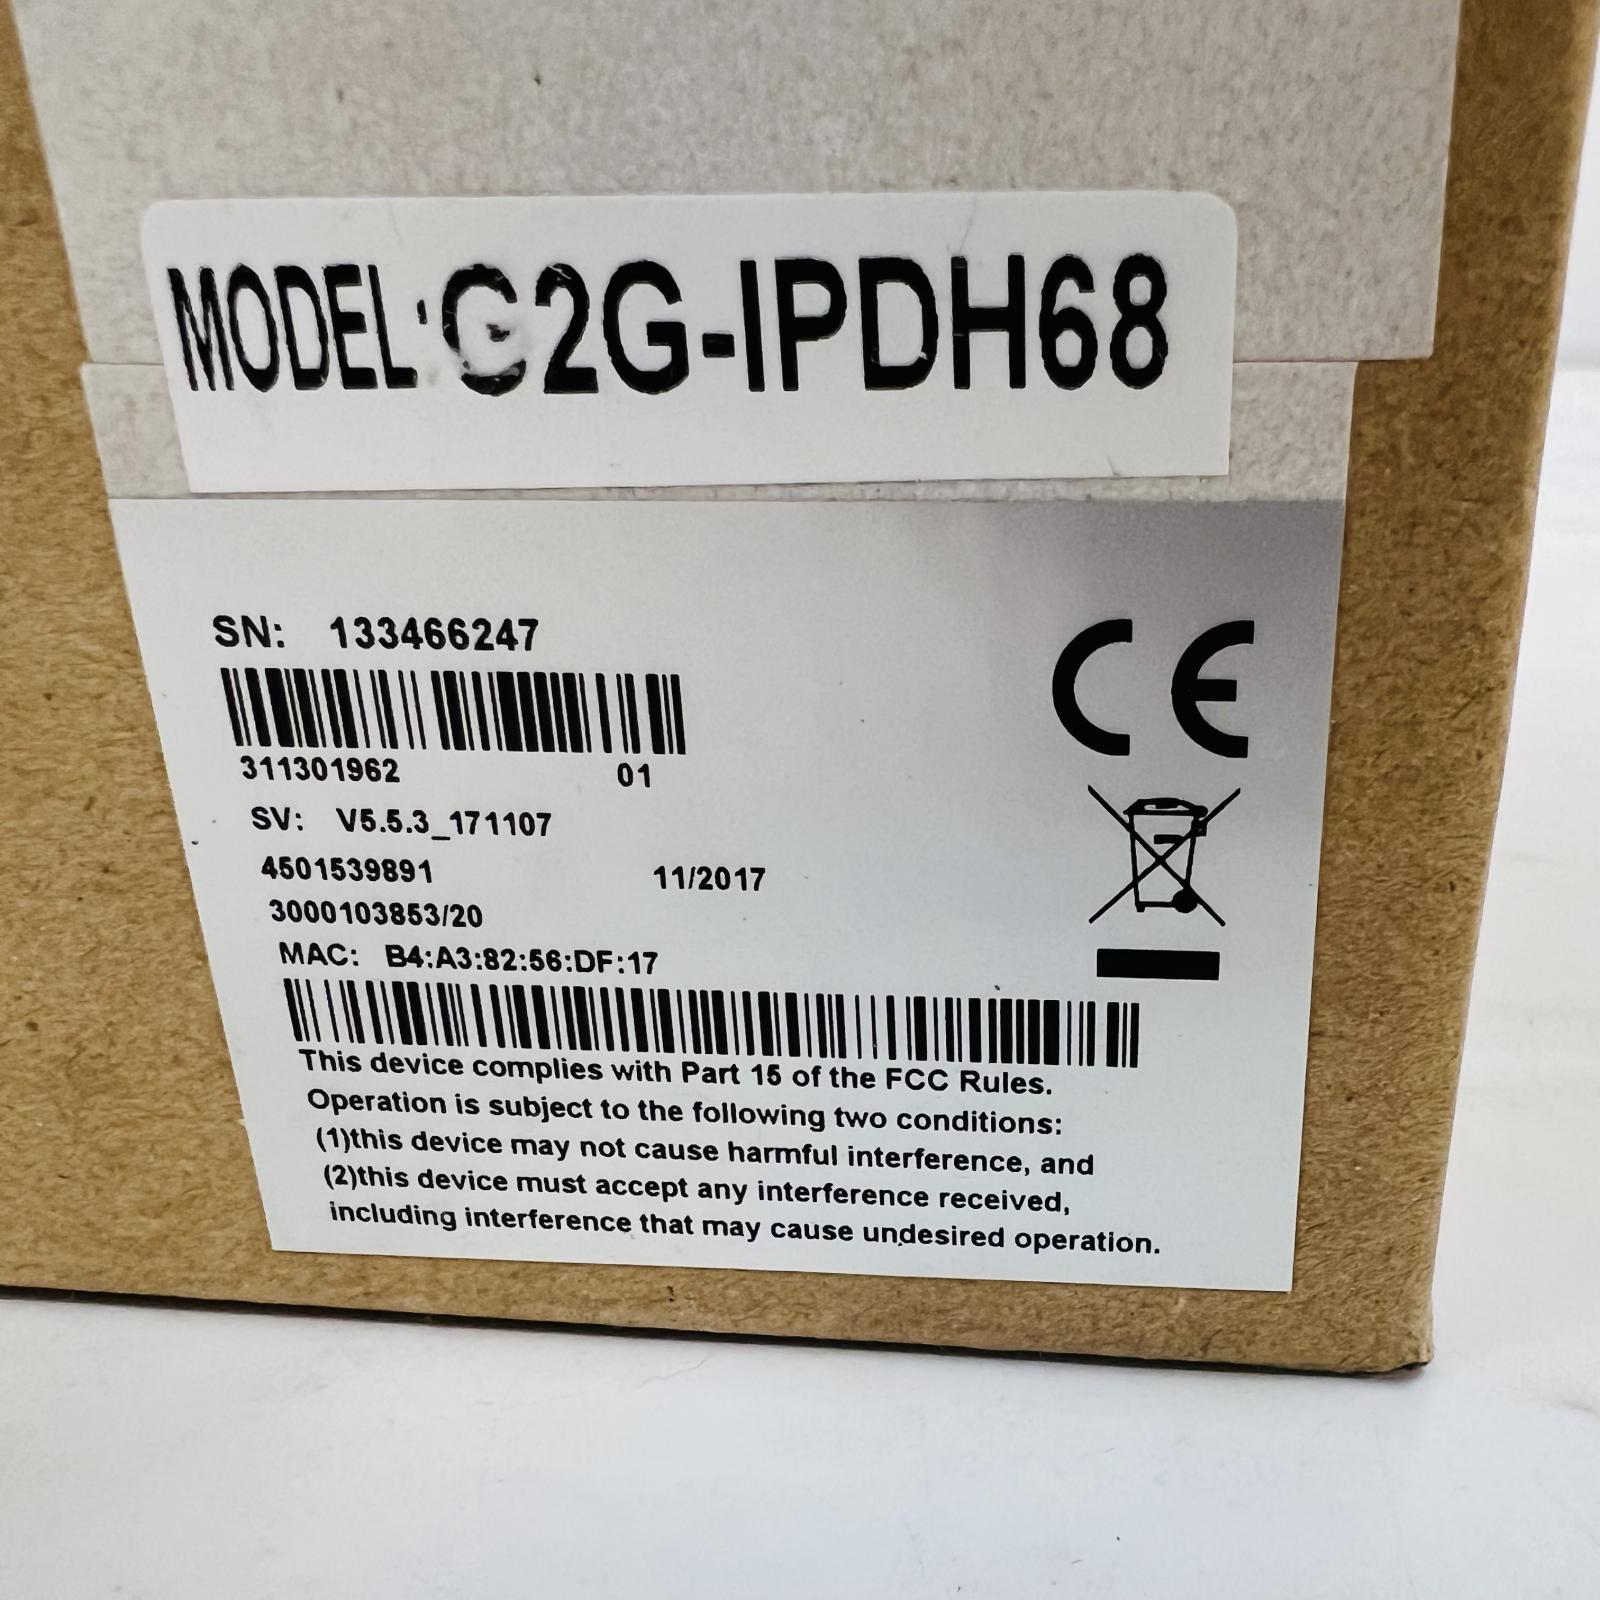 MODEL: C2G-IPDH68
SN: 133466247
311301962 01
SV: V5.5.3_171107
4501539891 11/2017
3000103853/20
MAC: B4:A3:82:56:DF:17
This device complies with Part 15 of the FCC Rules.
Operation is subject to the following two conditions:
(1)this device may not cause harmful interference, and
(2)this device must accept any interference received,
including interference that may cause undesired operation.
CE